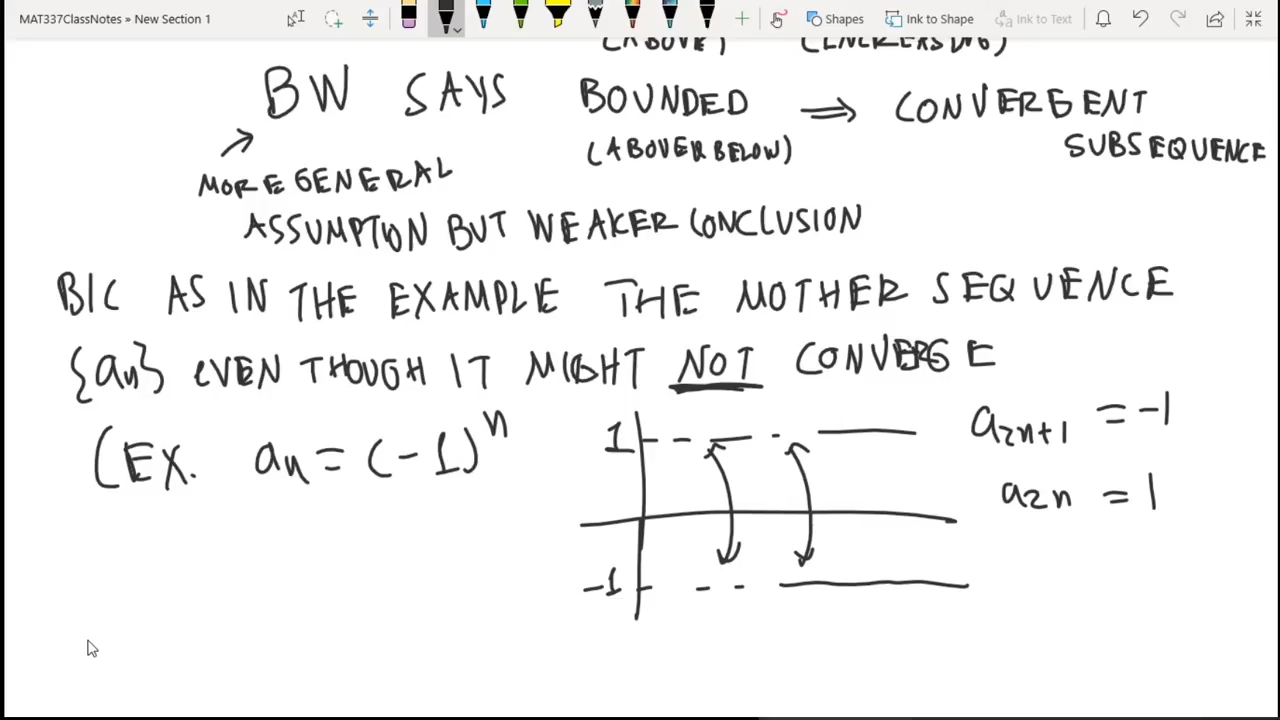 MAT337ClassNotes » New Section 1
Shapes
Ink to Shape
Ink to Text
(ABOVE) (INCREASING)
BW SAYS BOUNDED ⟹ CONVERGENT
(ABOVE & BELOW) SUBSEQUENCE
MORE GENERAL
ASSUMPTION BUT WEAKER CONCLUSION
B/C AS IN THE EXAMPLE THE MOTHER SEQUENCE
{an} EVEN THOUGH IT MIGHT NOT CONVERGE
(EX. an = (-1)^n
1
-1
a2n+1 = -1
a2n = 1